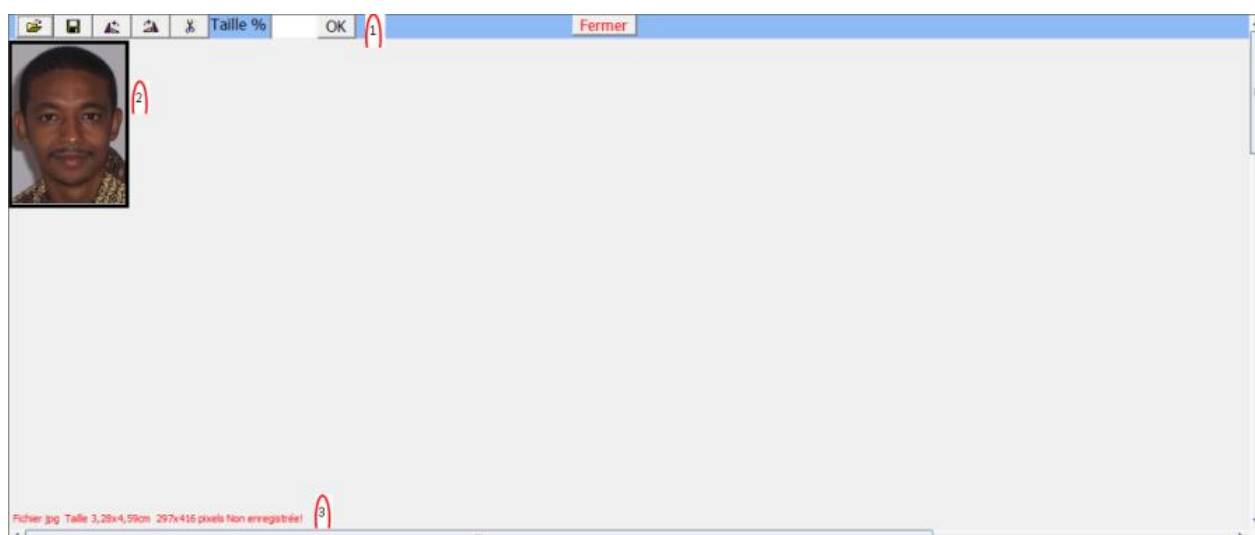 Taille % OK 1 Fermer
2
Fichier jpg Taille 3,28x4,59cm 297x416 pixels Non enregistrée! 3